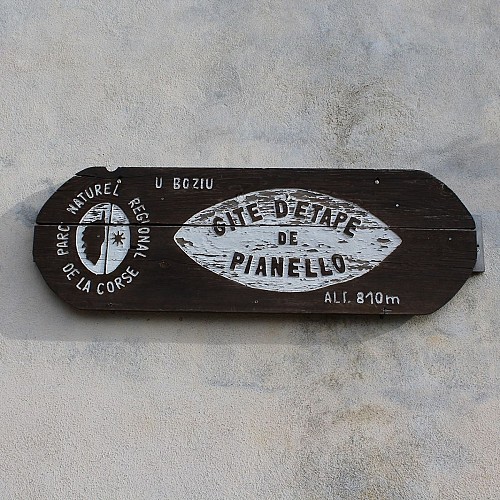 PARC NATUREL REGIONAL
DE LA CORSE
U BOZIU
GITE D'ETAPE
DE
PIANELLO
ALT. 810m